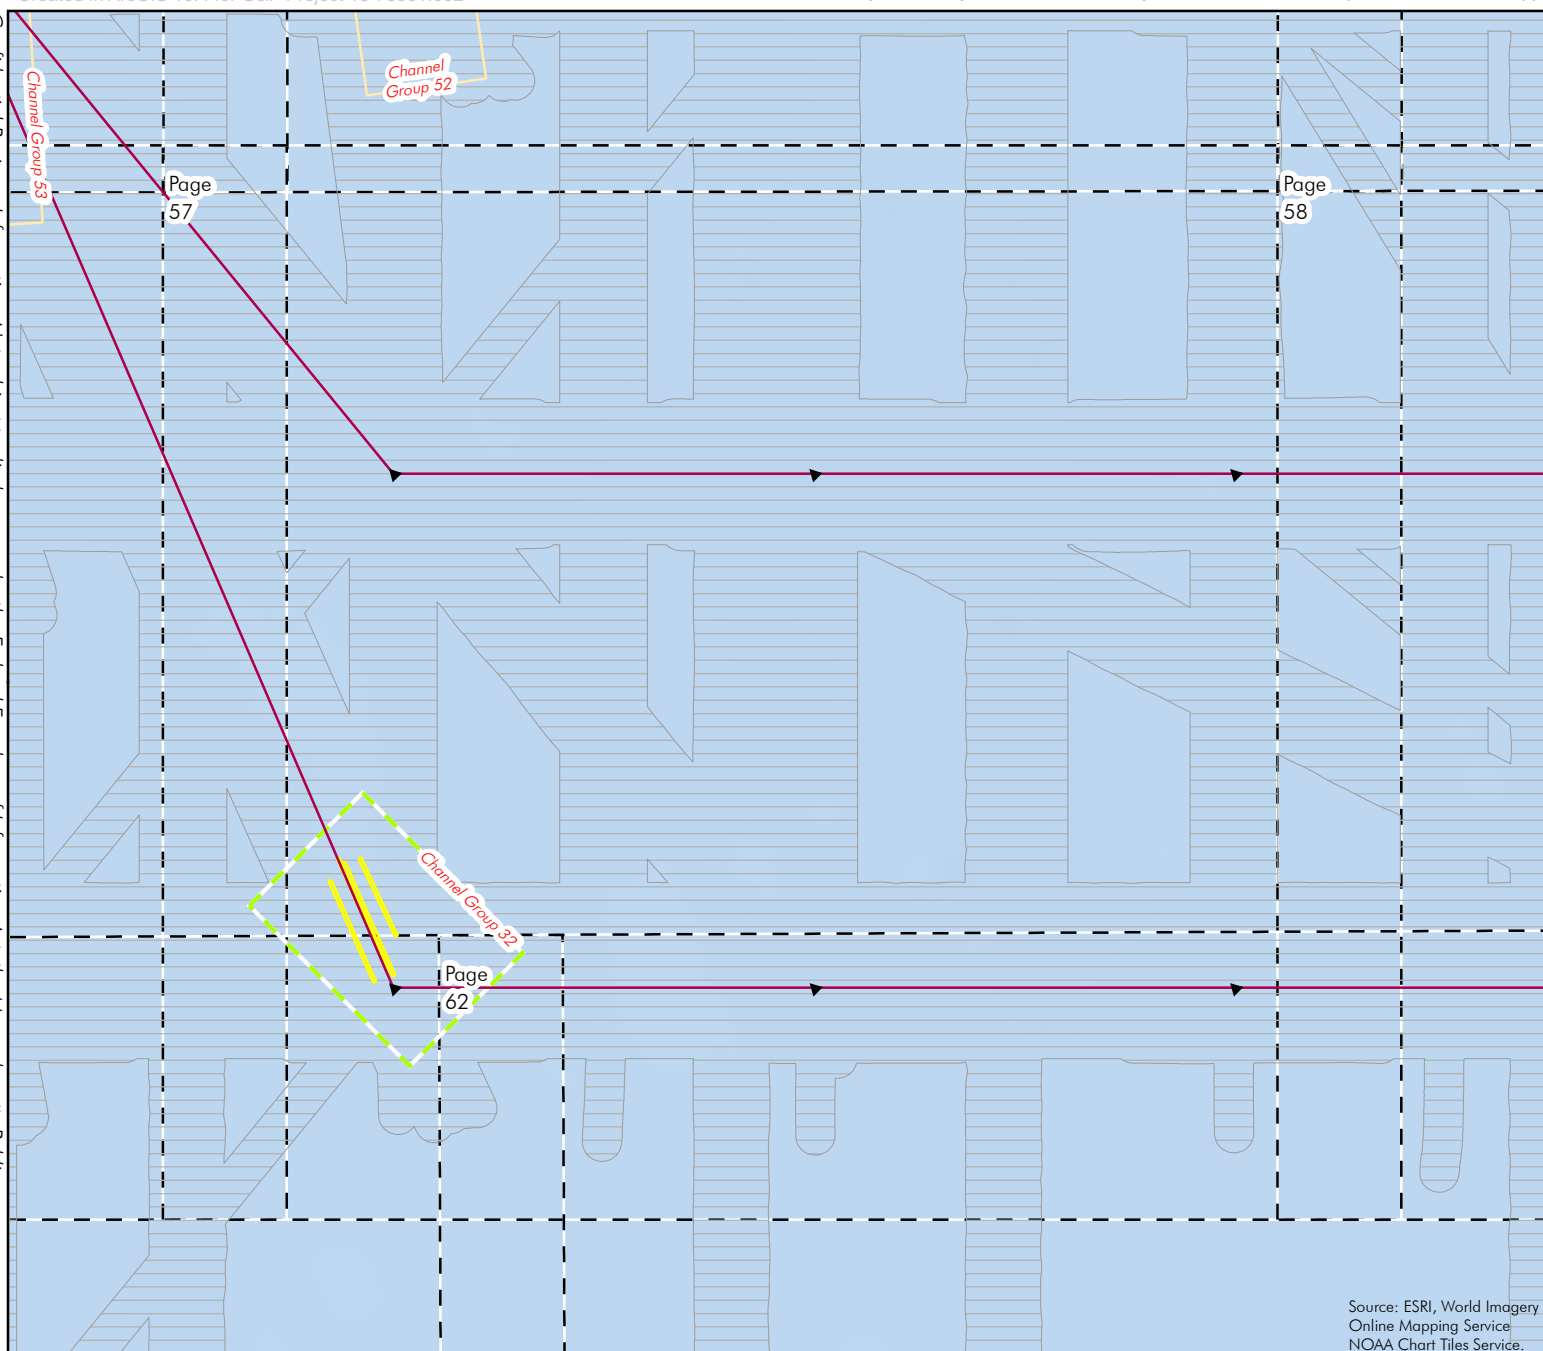 Channel
Group 52
Channel Group 53
Page
57
Page
58
Channel Group 32
Page
62
Source: ESRI, World Imagery
Online Mapping Service
NOAA Chart Tiles Service.